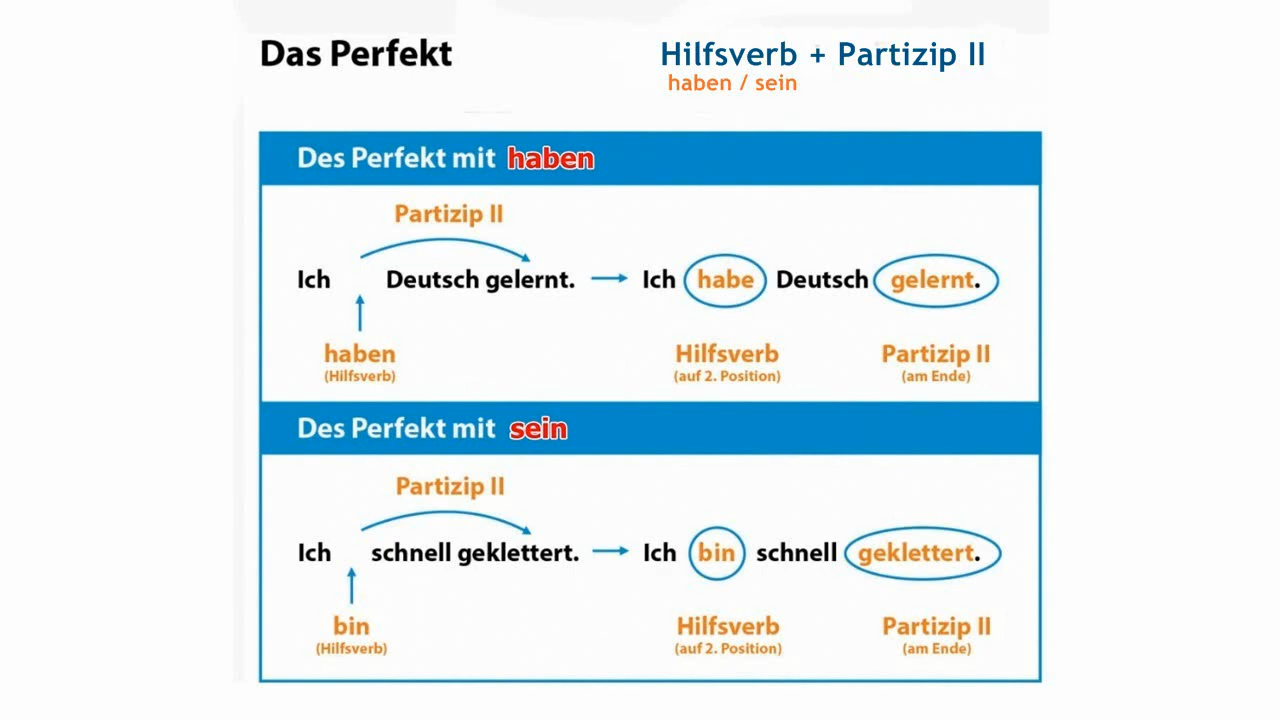 Das Perfekt
Hilfsverb + Partizip II
haben / sein
Des Perfekt mit haben
Partizip II
Ich Deutsch gelernt. → Ich habe Deutsch gelernt.
haben
(Hilfsverb)
Hilfsverb
(auf 2. Position)
Partizip II
(am Ende)
Des Perfekt mit sein
Partizip II
Ich schnell geklettert. → Ich bin schnell geklettert.
bin
(Hilfsverb)
Hilfsverb
(auf 2. Position)
Partizip II
(am Ende)